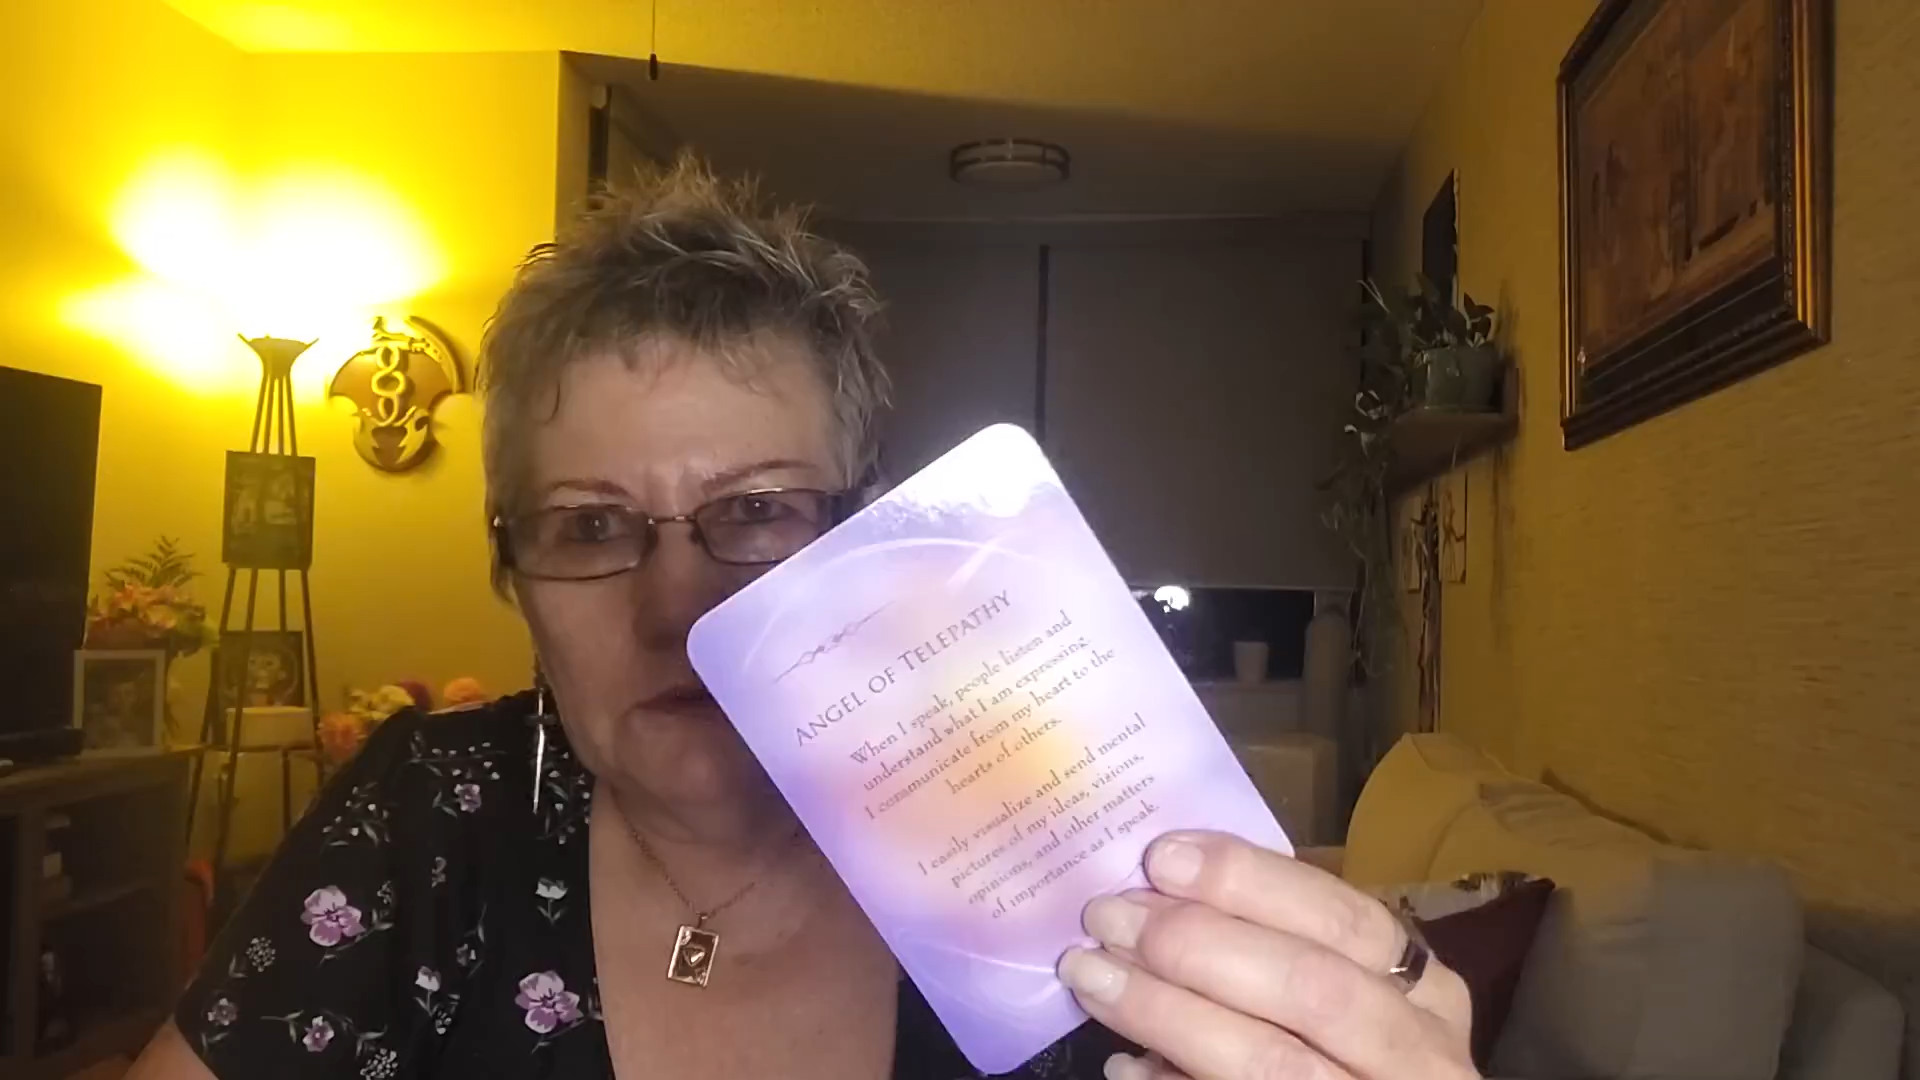 ANGEL OF TELEPATHY
When I speak, people listen and
understand what I am expressing.
I communicate from my heart to the
hearts of others.
I easily visualize and send mental
pictures of my ideas, visions,
opinions, and other matters
of importance as I speak.